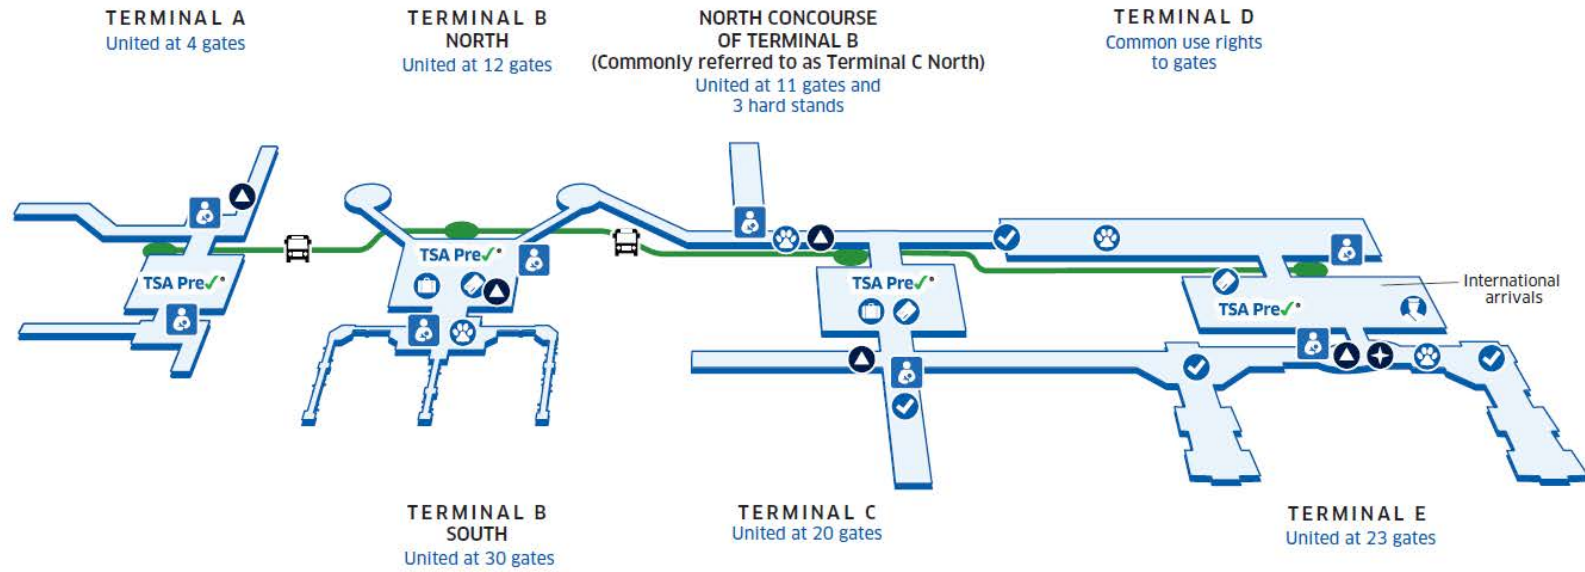 TERMINAL A
United at 4 gates
TERMINAL B
NORTH
United at 12 gates
NORTH CONCOURSE
OF TERMINAL B
(Commonly referred to as Terminal C North)
United at 11 gates and
3 hard stands
TERMINAL D
Common use rights
to gates
TSA Pre✓®
TSA Pre✓®
TSA Pre✓®
TSA Pre✓®
International
arrivals
TERMINAL B
SOUTH
United at 30 gates
TERMINAL C
United at 20 gates
TERMINAL E
United at 23 gates